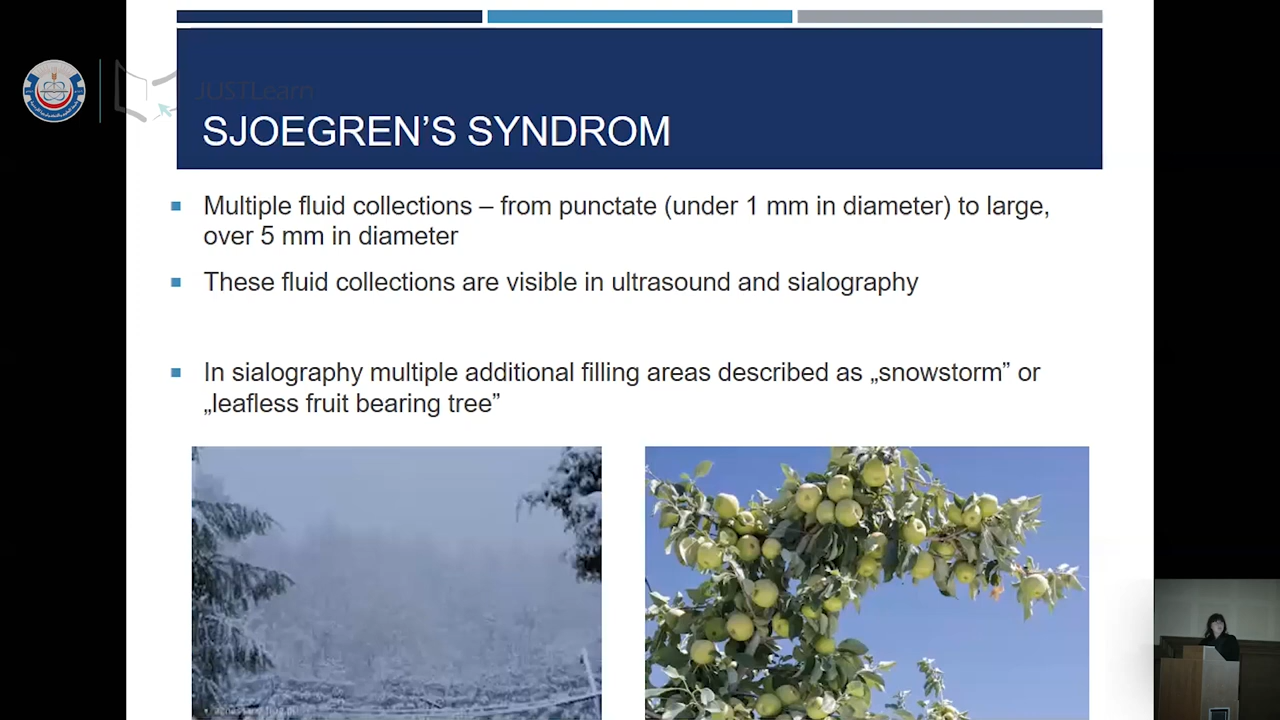 JUSTLearn
SJOEGREN’S SYNDROM
Multiple fluid collections – from punctate (under 1 mm in diameter) to large,
over 5 mm in diameter
These fluid collections are visible in ultrasound and sialography
In sialography multiple additional filling areas described as „snowstorm” or
„leafless fruit bearing tree”